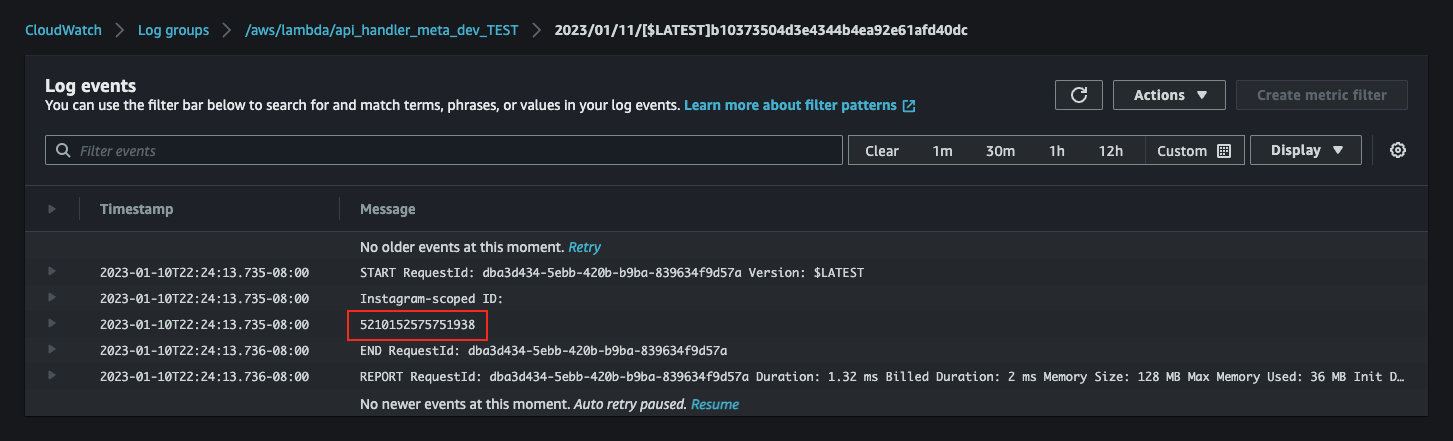 CloudWatch > Log groups > /aws/lambda/api_handler_meta_dev_TEST > 2023/01/11/[$LATEST]b10373504d3e4344b4ea92e61afd40dc
Log events
You can use the filter bar below to search for and match terms, phrases, or values in your log events. Learn more about filter patterns
Actions Create metric filter
Filter events Clear 1m 30m 1h 12h Custom Display
Timestamp Message
No older events at this moment. Retry
2023-01-10T22:24:13.735-08:00 START RequestId: dba3d434-5ebb-420b-b9ba-839634f9d57a Version: $LATEST
2023-01-10T22:24:13.735-08:00 Instagram-scoped ID:
2023-01-10T22:24:13.735-08:00 5210152575751938
2023-01-10T22:24:13.736-08:00 END RequestId: dba3d434-5ebb-420b-b9ba-839634f9d57a
2023-01-10T22:24:13.736-08:00 REPORT RequestId: dba3d434-5ebb-420b-b9ba-839634f9d57a Duration: 1.32 ms Billed Duration: 2 ms Memory Size: 128 MB Max Memory Used: 36 MB Init D…
No newer events at this moment. Auto retry paused. Resume